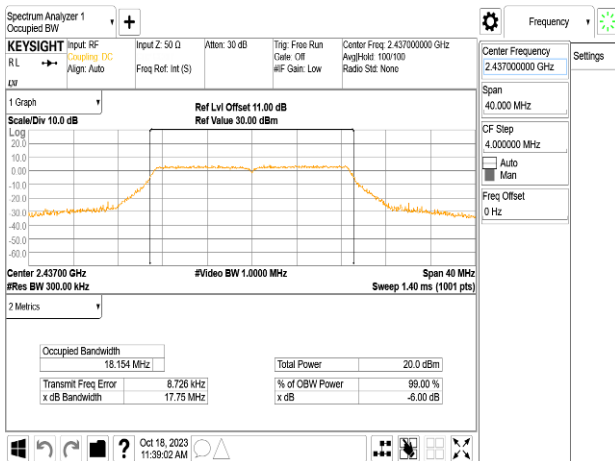 Spectrum Analyzer 1
Occupied BW
+
Frequency
KEYSIGHT
RL
Input: RF
Coupling: DC
Align: Auto
Input Z: 50 Ω
Freq Ref: Int (S)
Atten: 30 dB
Trig: Free Run
Gate: Off
#IF Gain: Low
Center Freq: 2.437000000 GHz
Avg|Hold: 100/100
Radio Std: None
Center Frequency
2.437000000 GHz
Settings
Span
40.000 MHz
CF Step
4.000000 MHz
Auto
Man
Freq Offset
0 Hz
1 Graph
Scale/Div 10.0 dB
Ref Lvl Offset 11.00 dB
Ref Value 30.00 dBm
Log
20.0
10.0
0.00
-10.0
-20.0
-30.0
-40.0
-50.0
-60.0
Center 2.43700 GHz
#Res BW 300.00 kHz
#Video BW 1.0000 MHz
Span 40 MHz
Sweep 1.40 ms (1001 pts)
2 Metrics
Occupied Bandwidth
18.154 MHz
Total Power 20.0 dBm
Transmit Freq Error 8.726 kHz
% of OBW Power 99.00 %
x dB Bandwidth 17.75 MHz
x dB -6.00 dB
?
Oct 18, 2023
11:39:02 AM